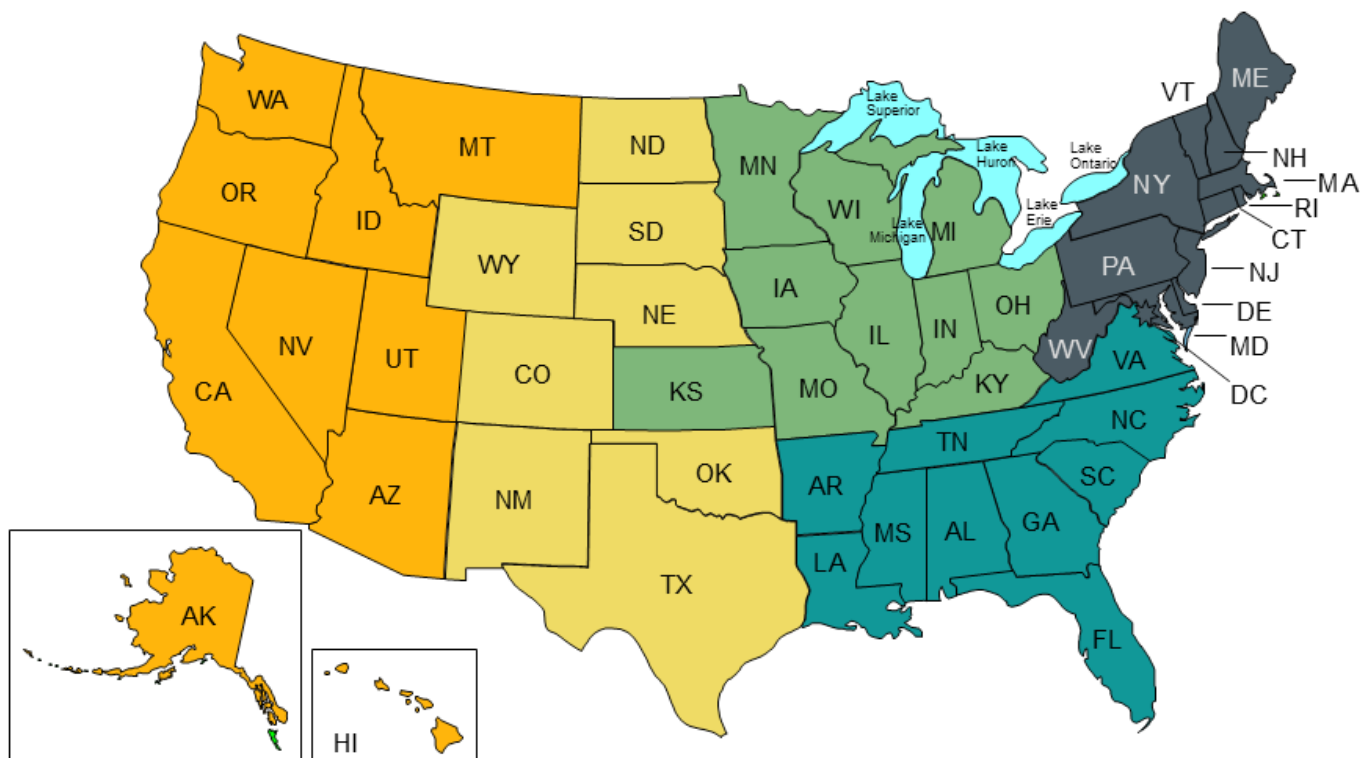 WA
OR
CA
NV
ID
MT
UT
AZ
WY
CO
NM
ND
SD
NE
KS
OK
TX
MN
IA
MO
AR
LA
WI
IL
MI
IN
OH
KY
TN
MS
AL
GA
FL
SC
NC
VA
WV
PA
NY
VT
ME
NH
MA
RI
CT
NJ
DE
MD
DC
Lake
Superior
Lake
Michigan
Lake
Huron
Lake
Erie
Lake
Ontario
AK
HI